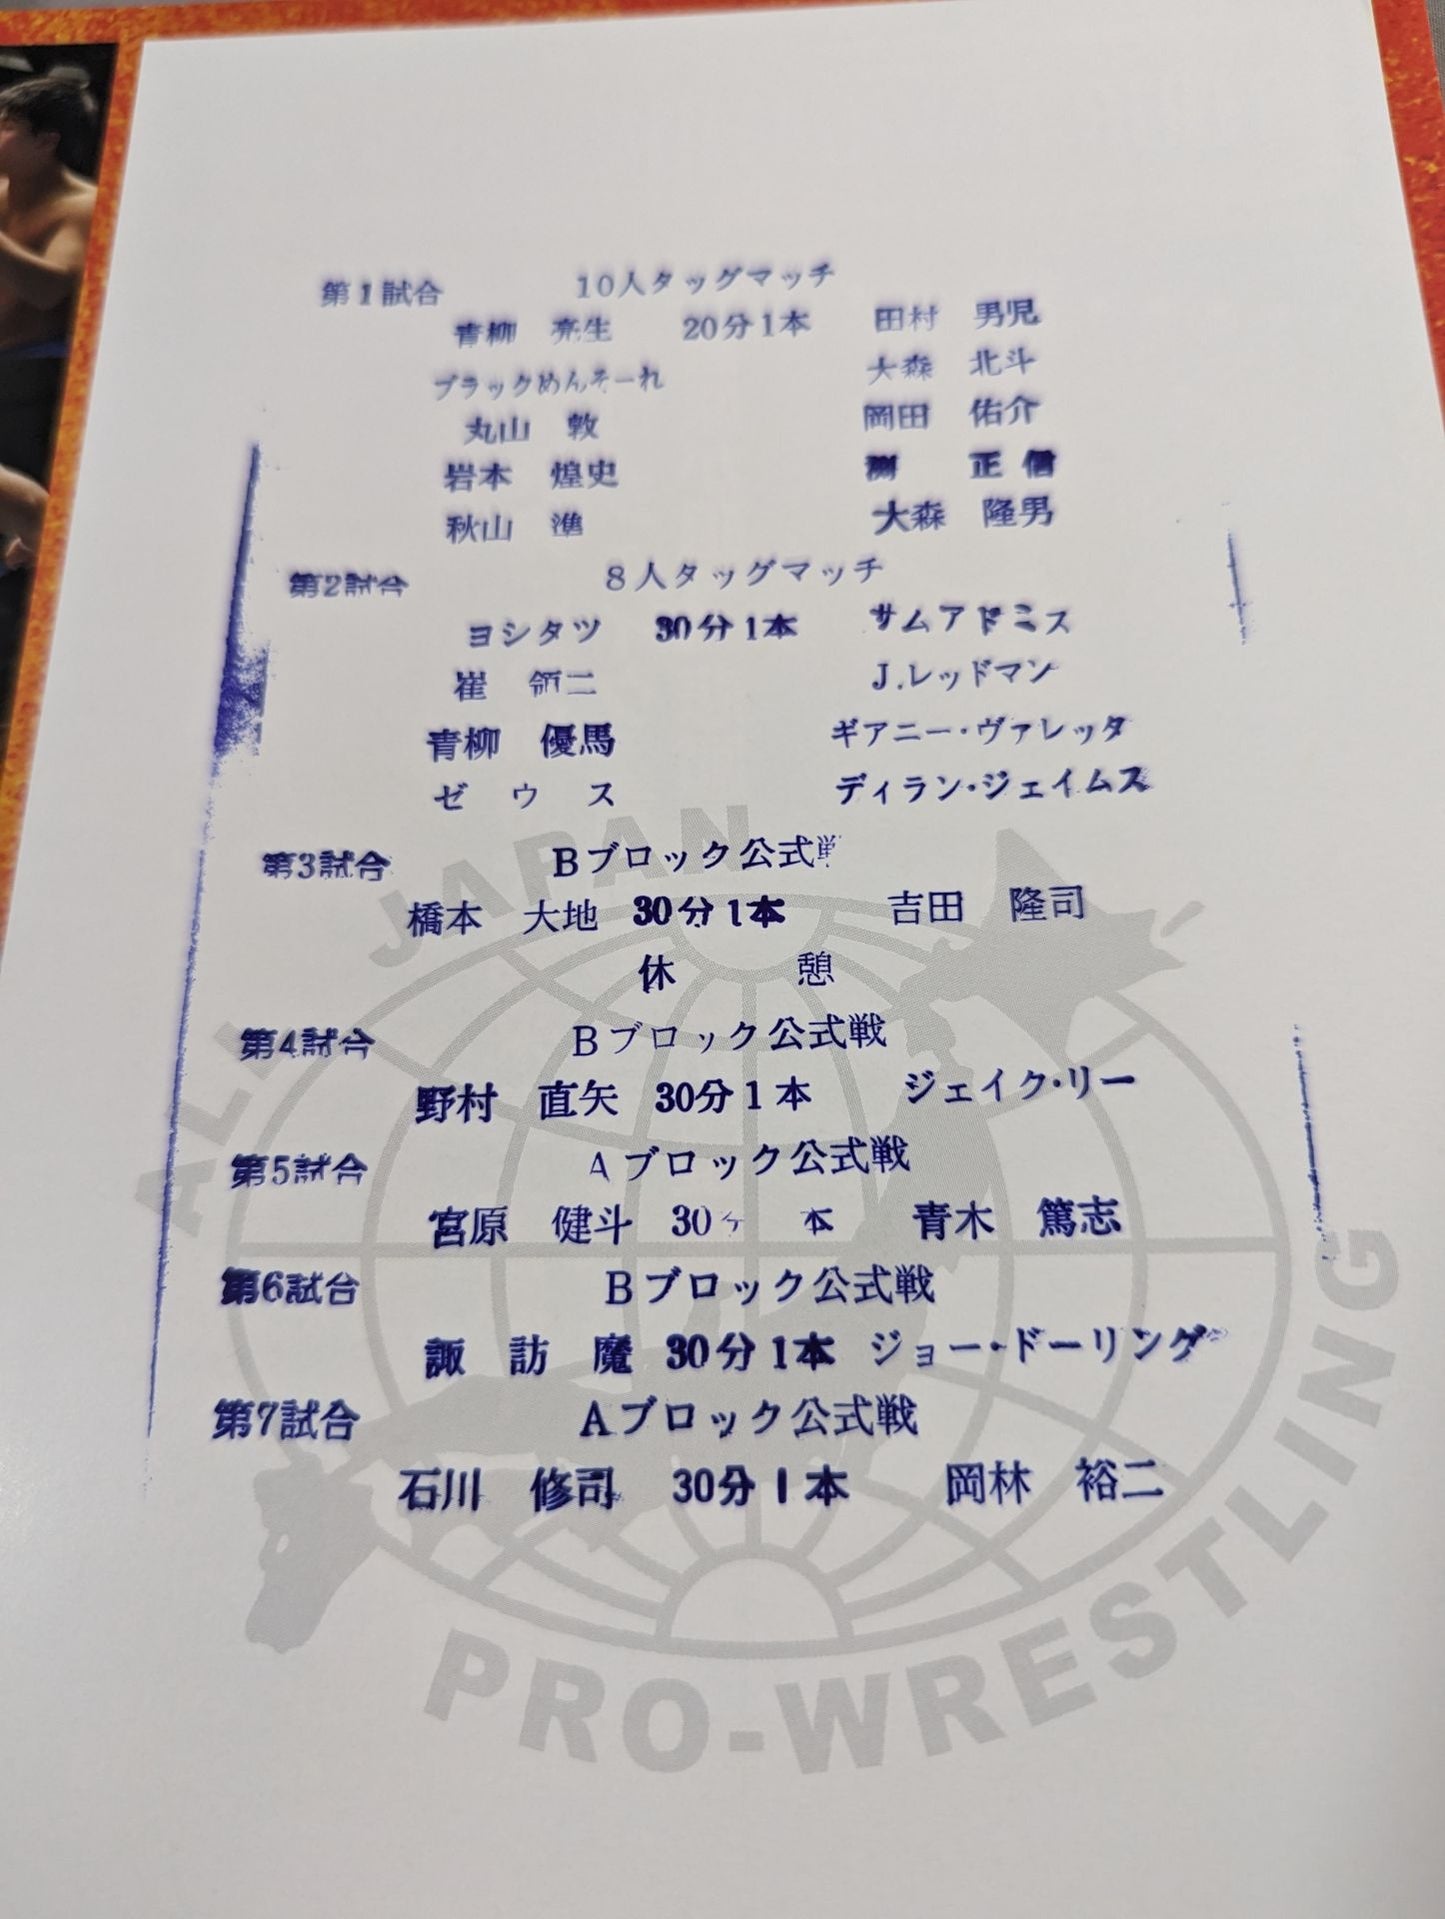 第1試合 10人タッグマッチ
青柳 亮生 20分1本 田村 男児
ブラックめんそーれ 大森 北斗
丸山 敦 岡田 佑介
岩本 煌史 渕 正信
秋山 準 大森 隆男
第2試合 8人タッグマッチ
ヨシタツ 30分1本 サムアドニス
崔 領二 J.レッドマン
青柳 優馬 ギアニー・ヴァレッタ
ゼウス ディラン・ジェイムス
第3試合 Bブロック公式戦
橋本 大地 30分1本 吉田 隆司
休 憩
第4試合 Bブロック公式戦
野村 直矢 30分1本 ジェイク・リー
第5試合 Aブロック公式戦
宮原 健斗 30分 本 青木 篤志
第6試合 Bブロック公式戦
諏訪魔 30分1本 ジョー・ドーリング
第7試合 Aブロック公式戦
石川 修司 30分1本 岡林 裕二
ALL JAPAN PRO-WRESTLING